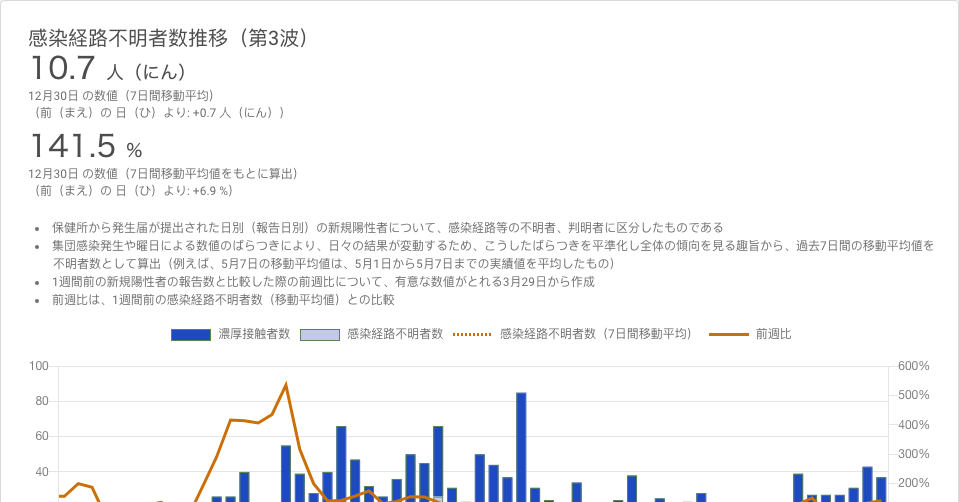 感染経路不明者数推移（第3波）
10.7 人（にん）
12月30日 の数値（7日間移動平均）
（前（まえ）の 日（ひ）より: +0.7 人（にん））
141.5 %
12月30日 の数値（7日間移動平均値をもとに算出）
（前（まえ）の 日（ひ）より: +6.9 %）
• 保健所から発生届が提出された日別（報告日別）の新規陽性者について、感染経路等の不明者、判明者に区分したものである
• 集団感染発生や曜日による数値のばらつきにより、日々の結果が変動するため、こうしたばらつきを平準化し全体の傾向を見る趣旨から、過去7日間の移動平均値を
不明者数として算出（例えば、5月7日の移動平均値は、5月1日から5月7日までの実績値を平均したもの）
• 1週間前の新規陽性者の報告数と比較した際の前週比について、有意な数値がとれる3月29日から作成
• 前週比は、1週間前の感染経路不明者数（移動平均値）との比較
濃厚接触者数 感染経路不明者数 感染経路不明者数（7日間移動平均） 前週比
100 600%
500%
80
400%
60
300%
40
200%